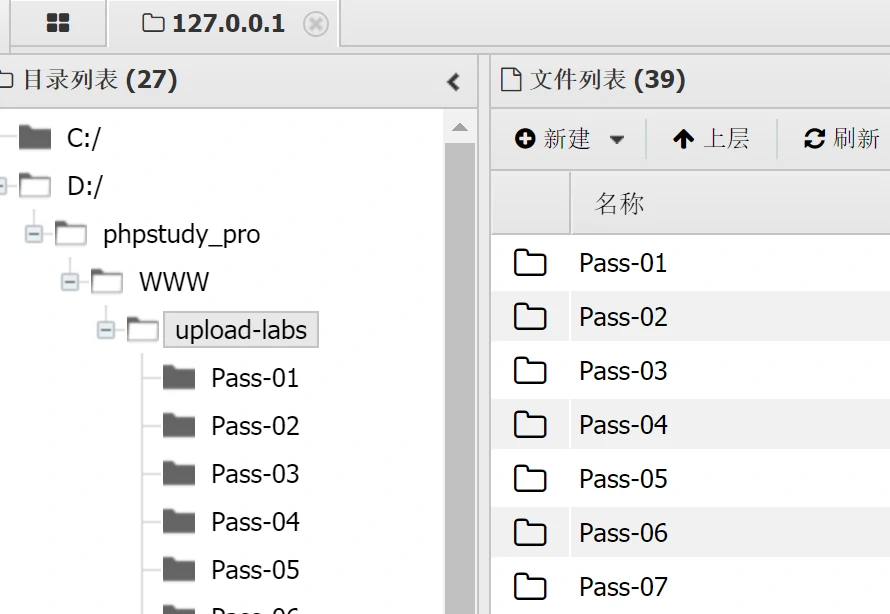 127.0.0.1
目录列表 (27)
C:/
D:/
phpstudy_pro
WWW
upload-labs
Pass-01
Pass-02
Pass-03
Pass-04
Pass-05
Pass-06
文件列表 (39)
新建 上层 刷新
名称
Pass-01
Pass-02
Pass-03
Pass-04
Pass-05
Pass-06
Pass-07